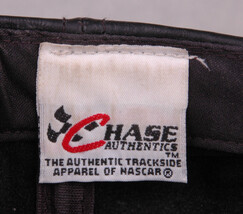 CHASE
AUTHENTICS
TM
THE AUTHENTIC TRACKSIDE
APPAREL OF NASCAR®